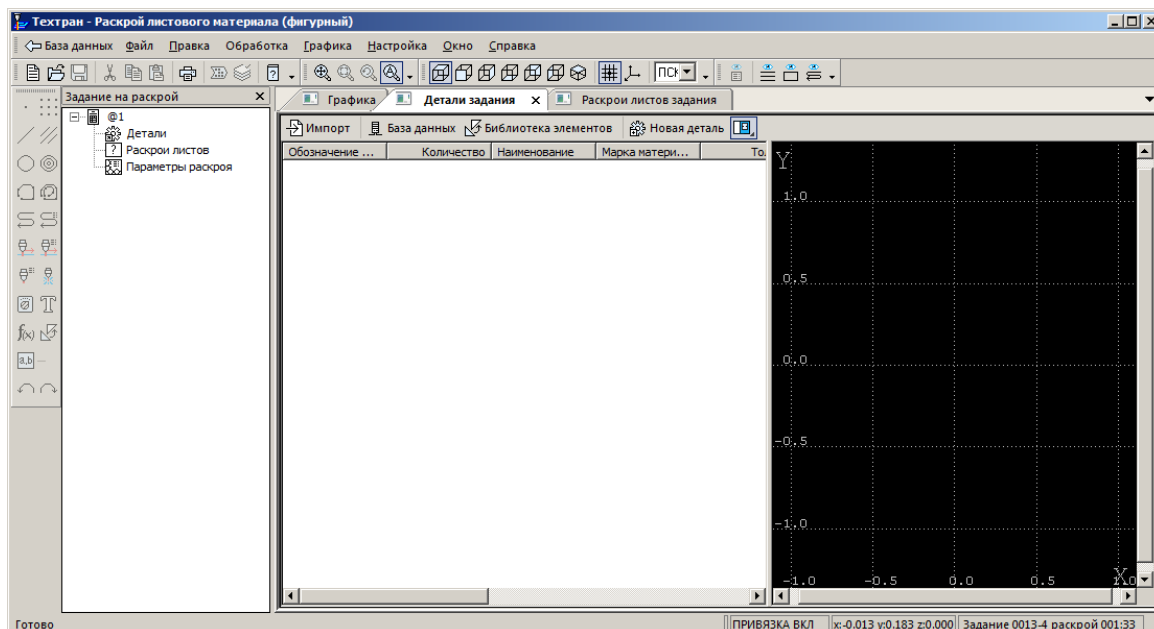 Техтран - Раскрой листового материала (фигурный)
База данных Файл Правка Обработка Графика Настройка Окно Справка
ПСК
Задание на раскрой
Графика Детали задания Раскрои листов задания
@1
Детали
Раскрои листов
Параметры раскроя
Импорт База данных Библиотека элементов Новая деталь
Обозначение ... Количество Наименование Марка матери... То.
Y
1.0
0.5
0.0
-0.5
-1.0
-1.0 -0.5 0.0 0.5 1.0
X
f(x)
a,b
Готово ПРИВЯЗКА ВКЛ x:-0.013 y:0.183 z:0.000 Задание 0013-4 раскрой 001:33